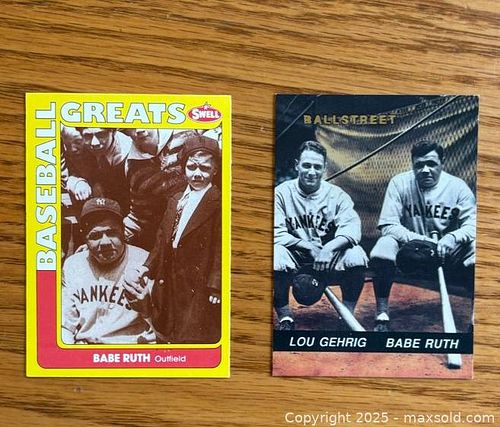 BASEBALL GREATS
SWELL
YANKEES
BABE RUTH Outfield
BALLSTREET
YANKEES
YANKEES
LOU GEHRIG BABE RUTH
Copyright 2025 - maxsold.com